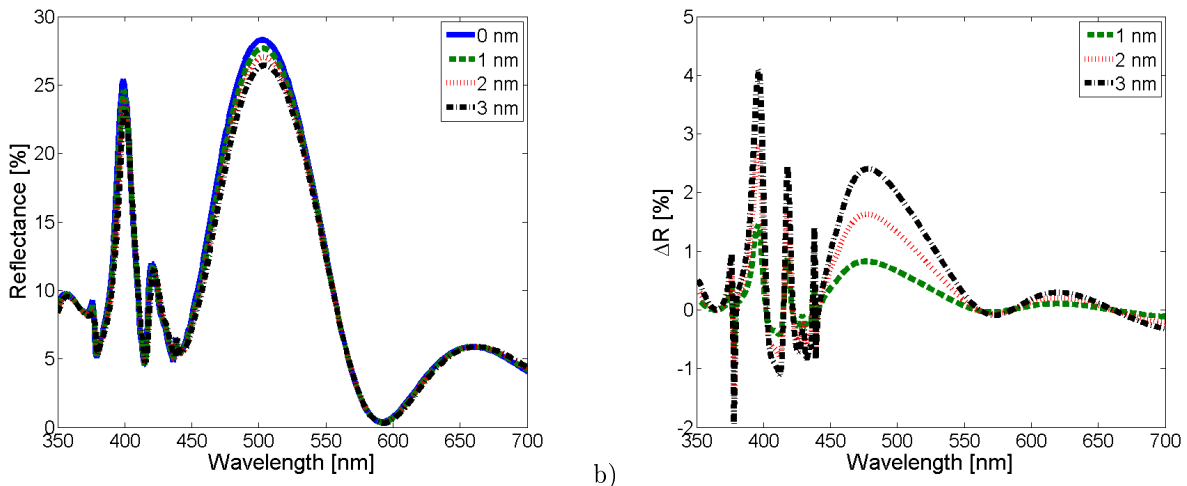 30
25
20
15
10
5
0
Reflectance [%]
350 400 450 500 550 600 650 700
Wavelength [nm]
0 nm
1 nm
2 nm
3 nm
b)
5
4
3
2
1
0
-1
-2
ΔR [%]
350 400 450 500 550 600 650 700
Wavelength [nm]
1 nm
2 nm
3 nm